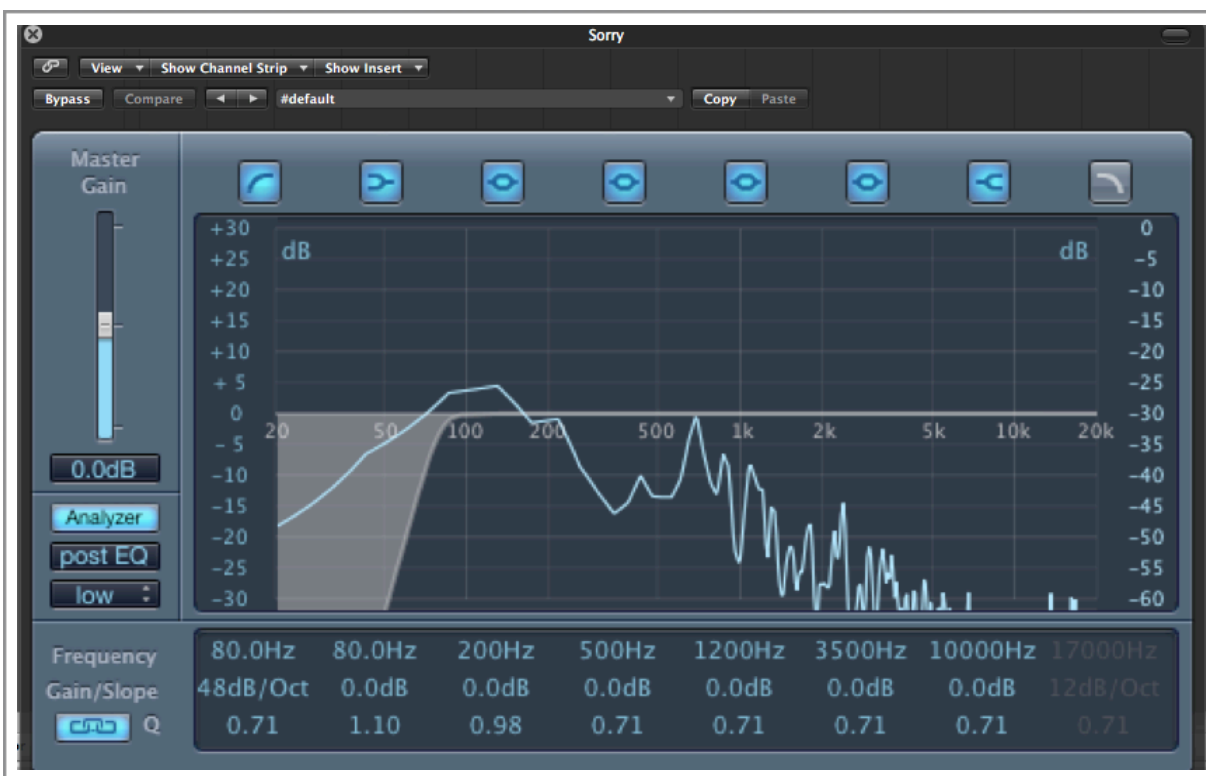 Sorry
View Show Channel Strip Show Insert
Bypass Compare #default Copy Paste
Master
Gain
+30 dB dB 0
+25 -5
+20 -10
+15 -15
+10 -20
+ 5 -25
0 -30
20 50 100 200 500 1k 2k 5k 10k 20k
- 5 -35
0.0dB -10 -40
Analyzer -15 -45
-20 -50
post EQ -25 -55
low -30 -60
Frequency 80.0Hz 80.0Hz 200Hz 500Hz 1200Hz 3500Hz 10000Hz 17000Hz
Gain/Slope 48dB/Oct 0.0dB 0.0dB 0.0dB 0.0dB 0.0dB 0.0dB 12dB/Oct
Q 0.71 1.10 0.98 0.71 0.71 0.71 0.71 0.71